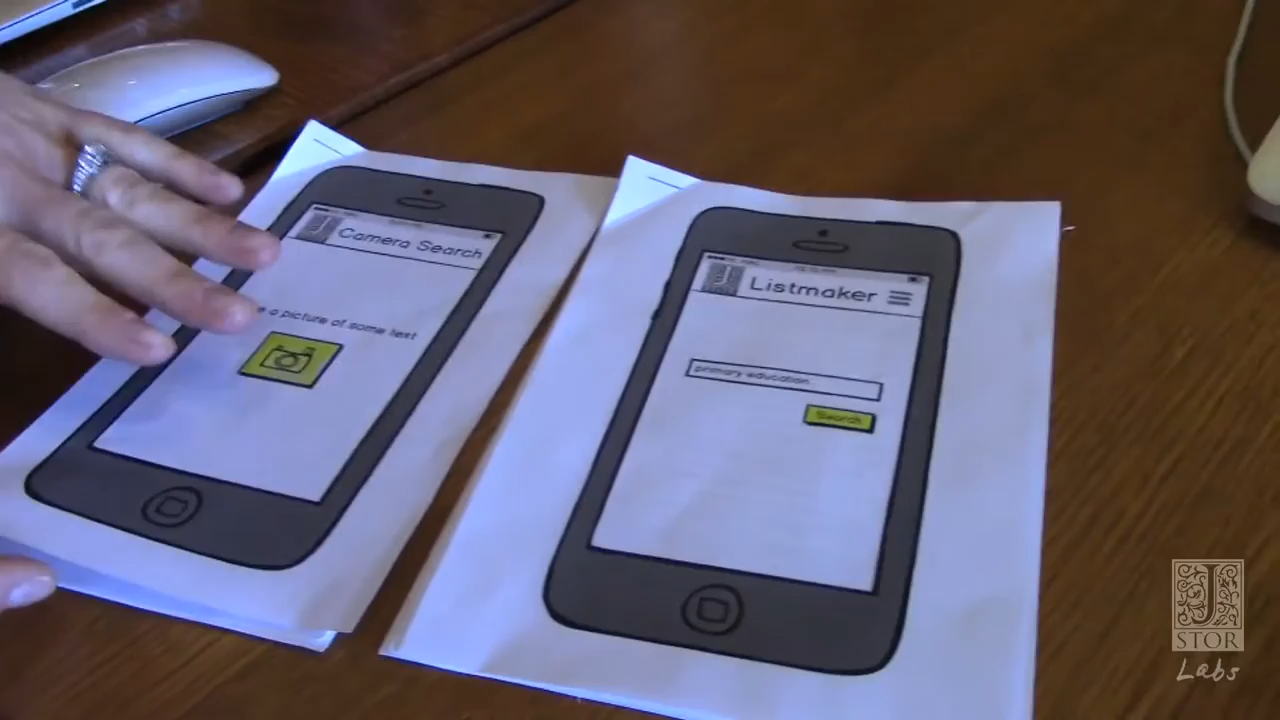 Camera Search
e a picture of some text
Listmaker
primary education
Search
J
STOR
Labs